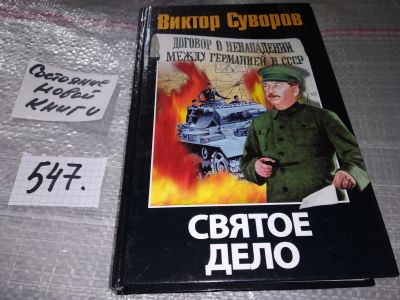 Состояние
новой
книги
547.
Виктор Суворов
ДОГОВОР О НЕНАПАДЕНИИ
МЕЖДУ ГЕРМАНИЕЙ И СССР
СВЯТОЕ
ДЕЛО